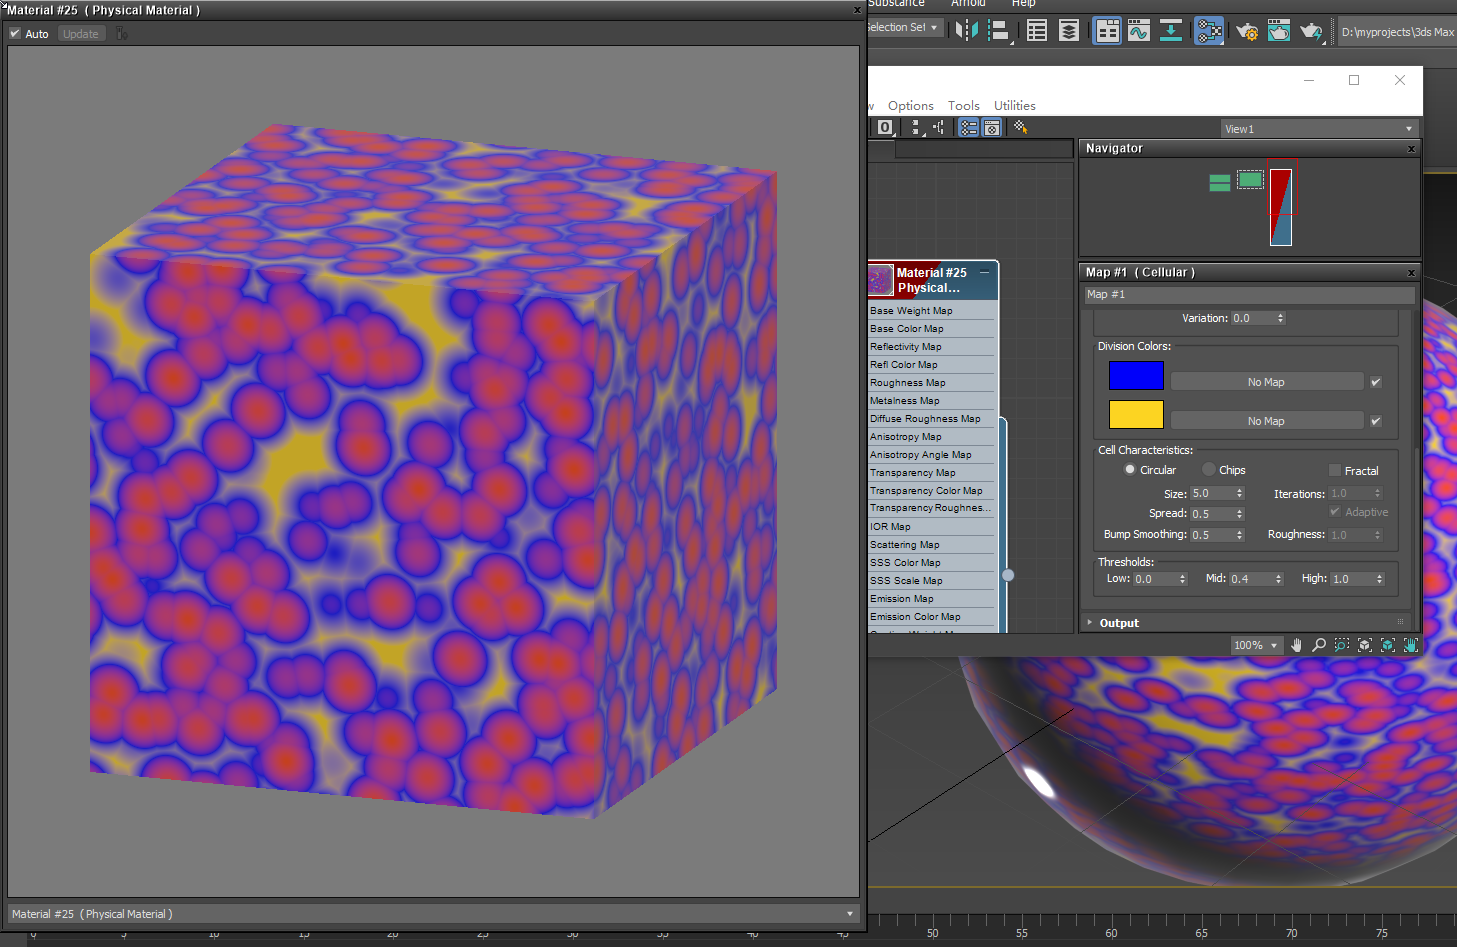 Material #25 ( Physical Material )
Substance Arnold Help
Auto Update
Selection Set
D:\myprojects\3ds Max
Options Tools Utilities
View1
Navigator
Material #25
Physical...
Base Weight Map
Base Color Map
Reflectivity Map
Refl Color Map
Roughness Map
Metalness Map
Diffuse Roughness Map
Anisotropy Map
Anisotropy Angle Map
Transparency Map
Transparency Color Map
Transparency Roughnes...
IOR Map
Scattering Map
SSS Color Map
SSS Scale Map
Emission Map
Emission Color Map
Map #1 ( Cellular )
Map #1
Variation: 0.0
Division Colors:
No Map
No Map
Cell Characteristics:
Circular Chips Fractal
Size: 5.0 Iterations: 1.0
Spread: 0.5 Adaptive
Bump Smoothing: 0.5 Roughness: 1.0
Thresholds:
Low: 0.0 Mid: 0.4 High: 1.0
Output
100%
Material #25 ( Physical Material )
50 55 60 65 70 75